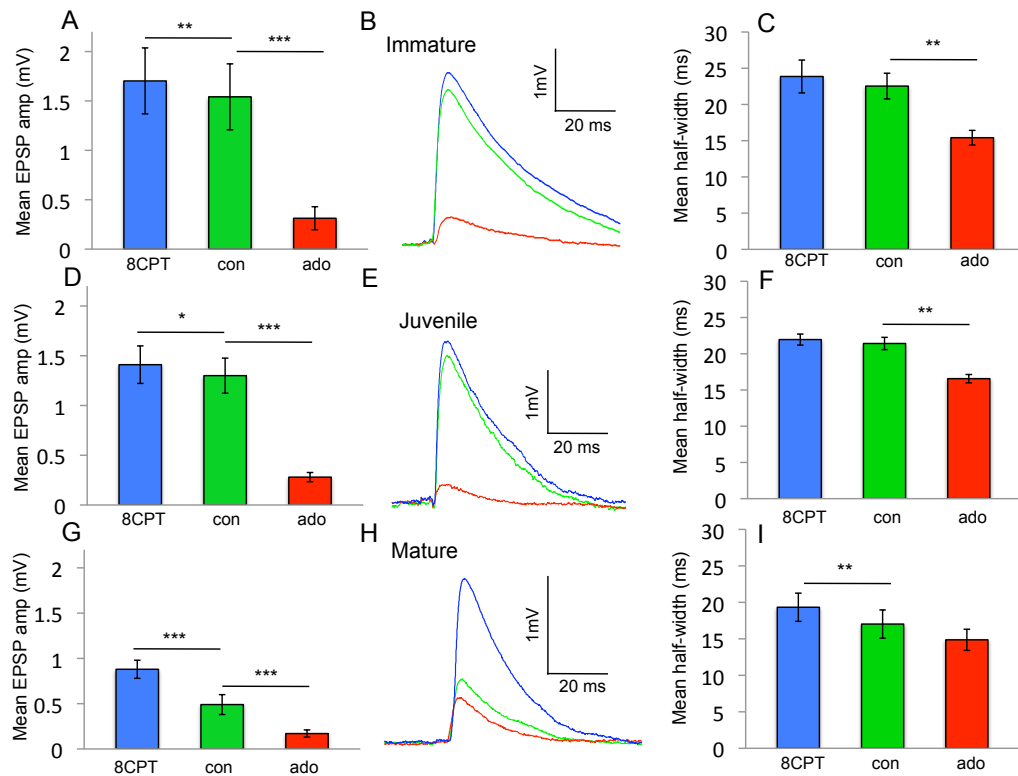 A
Mean EPSP amp (mV)
2
1.5
1
0.5
0
** ***
8CPT con ado
B
Immature
1mV
20 ms
C
Mean half-width (ms)
30
25
20
15
10
5
0
**
8CPT con ado
D
Mean EPSP amp (mV)
2
1.5
1
0.5
0
* ***
8CPT con ado
E
Juvenile
1mV
20 ms
F
Mean half-width (ms)
30
25
20
15
10
5
0
**
8CPT con ado
G
Mean EPSP amp (mV)
2
1.5
1
0.5
0
*** ***
8CPT con ado
H
Mature
1mV
20 ms
I
Mean half-width (ms)
30
25
20
15
10
5
0
**
8CPT con ado